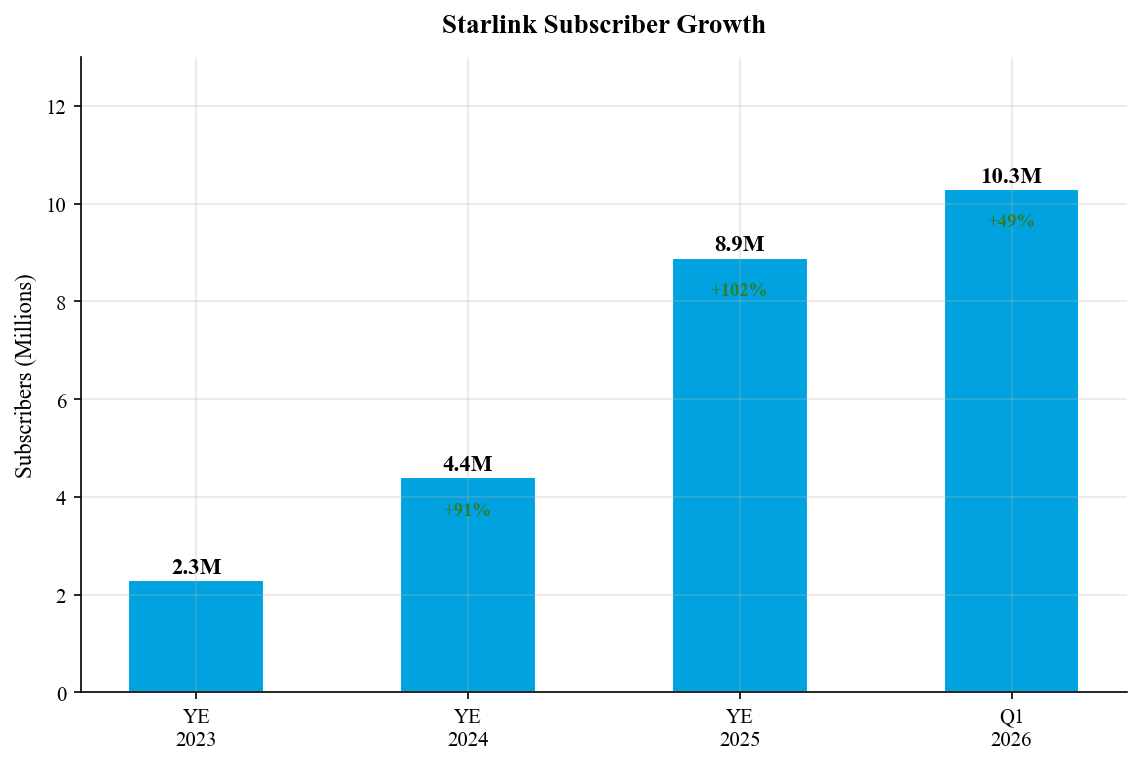 Starlink Subscriber Growth
Subscribers (Millions)
12
10
8
6
4
2
0
2.3M
4.4M
+91%
8.9M
+102%
10.3M
+49%
YE
2023
YE
2024
YE
2025
Q1
2026